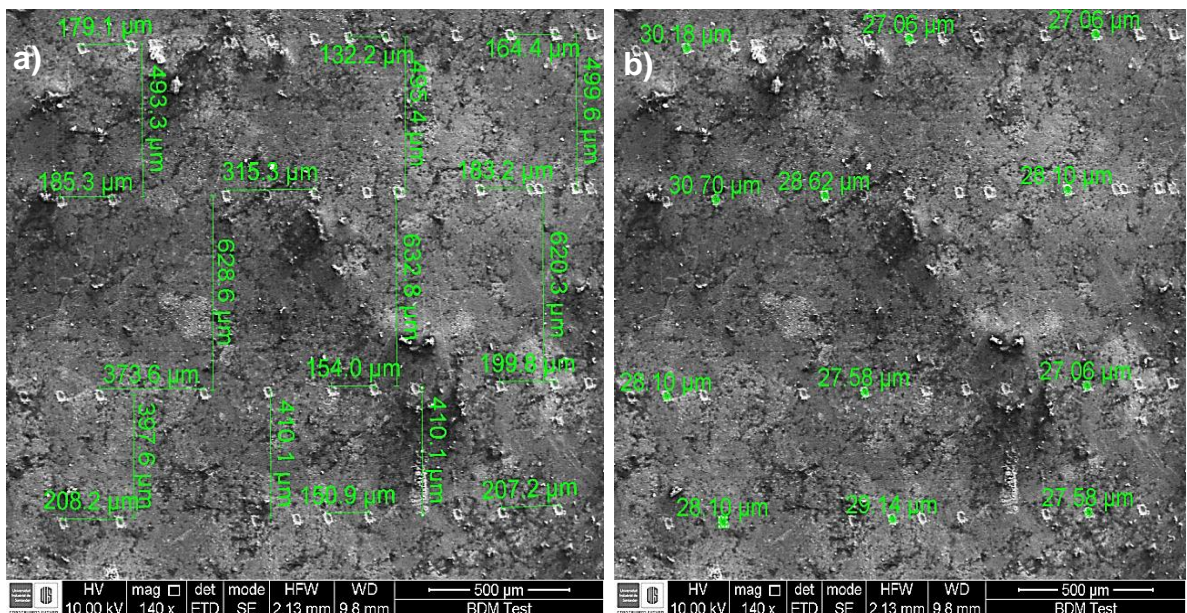 a)
179.1 µm
132.2 µm
164.4 µm
493.3 µm
495.4 µm
499.6 µm
185.3 µm
315.3 µm
183.2 µm
628.6 µm
632.8 µm
620.3 µm
373.6 µm
154.0 µm
199.8 µm
397.6 µm
410.1 µm
410.1 µm
208.2 µm
150.9 µm
207.2 µm
HV mag det mode HFW WD 500 µm
10.00 kV 140 x ETD SE 2.13 mm 9.8 mm BDM Test
b)
30.18 µm
27.06 µm
27.06 µm
30.70 µm
28.62 µm
28.10 µm
28.10 µm
27.58 µm
27.06 µm
28.10 µm
29.14 µm
27.58 µm
HV mag det mode HFW WD 500 µm
10.00 kV 140 x ETD SE 2.13 mm 9.8 mm BDM Test